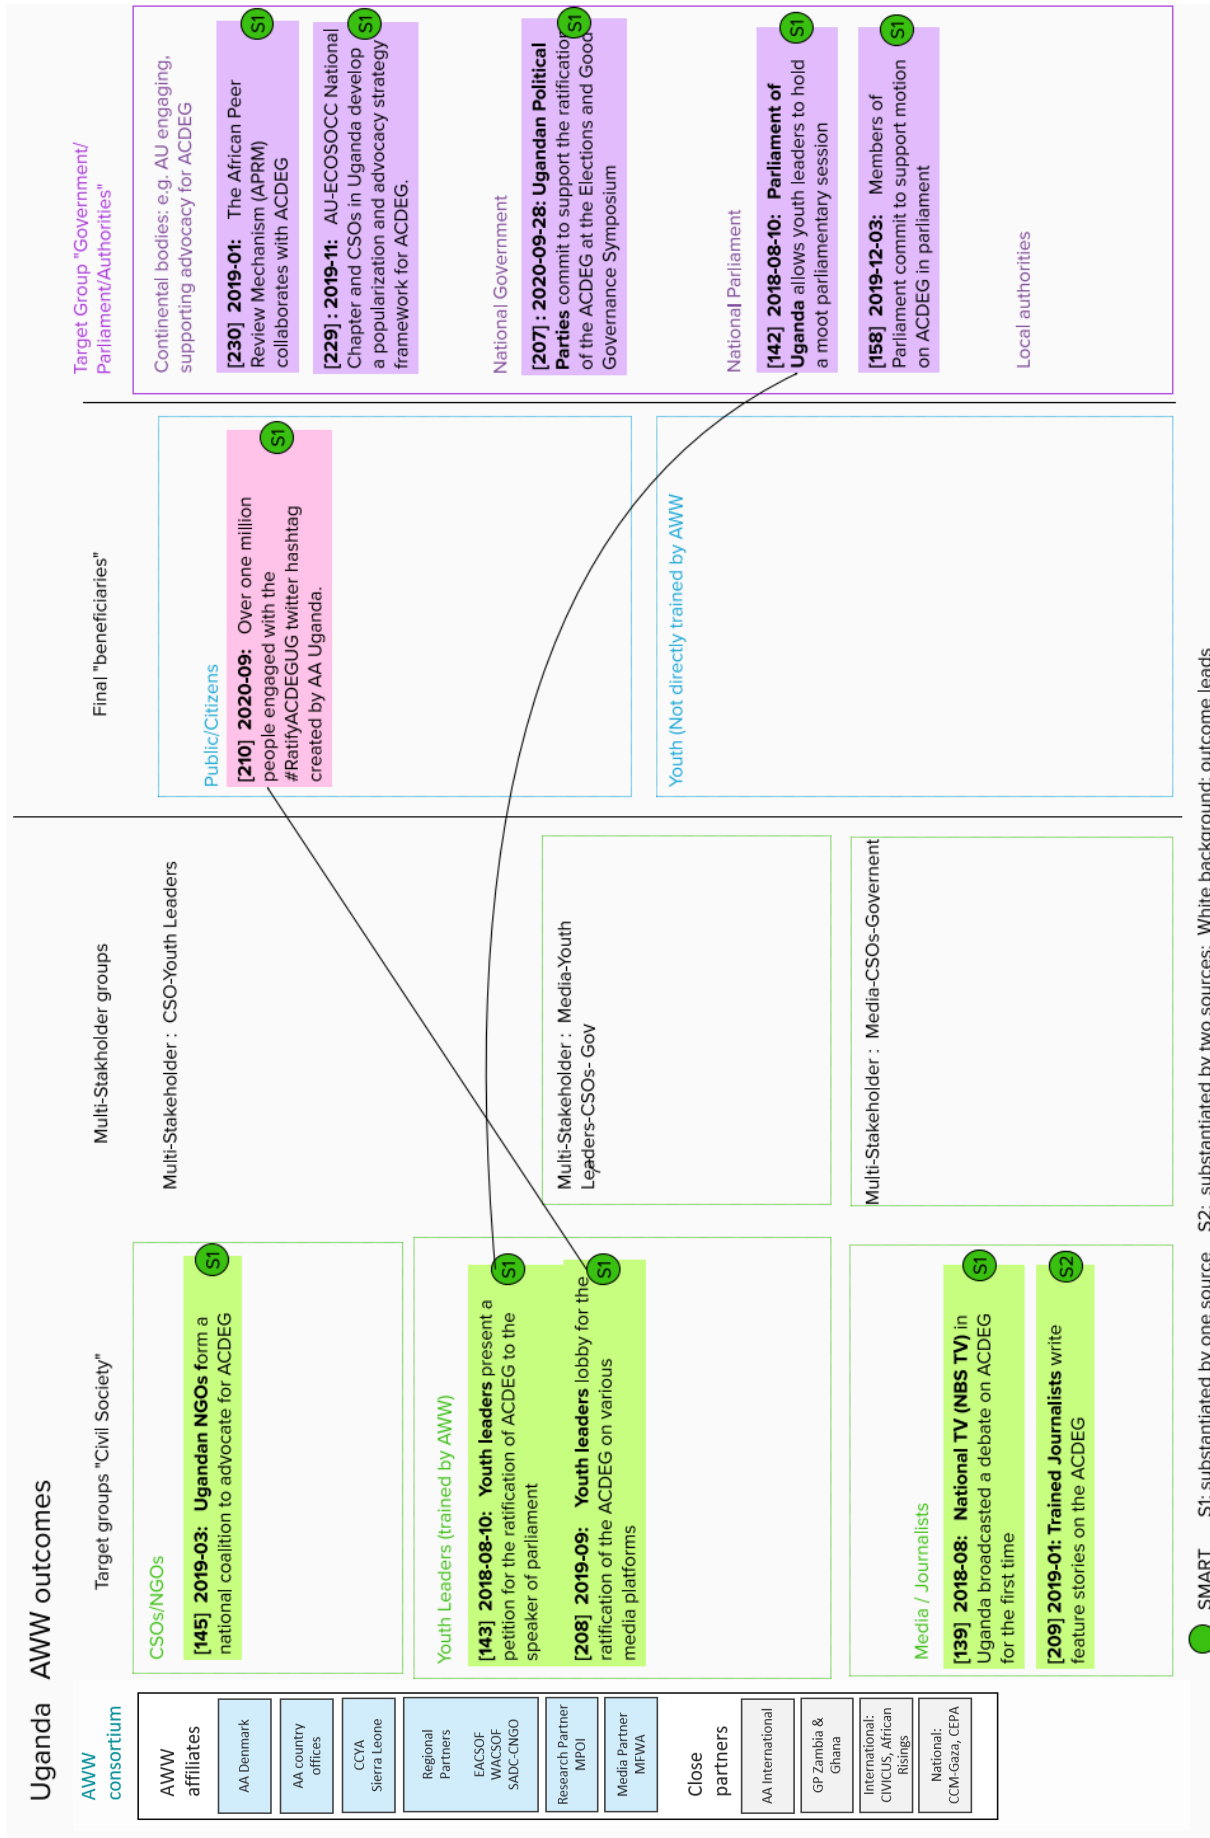 Uganda AWW outcomes
AWW
consortium
AWW
affiliates
AA Denmark
AA country
offices
CCYA
Sierra Leone
Regional
Partners
EACSOF
WACSOF
SADC-CNGO
Research Partner
MPOI
Media Partner
MFWA
Close
partners
AA International
GP Zambia &
Ghana
International:
CIVICUS, African
Risings
National:
CCM-Gaza, CEPA
Target groups "Civil Society"
CSOs/NGOs
[145] 2019-03: Ugandan NGOs form a
national coalition to advocate for ACDEG
S1
Youth Leaders (trained by AWW)
[143] 2018-08-10: Youth leaders present a
petition for the ratification of ACDEG to the
speaker of parliament
S1
[208] 2019-09: Youth leaders lobby for the
ratification of the ACDEG on various
media platforms
S1
Media / Journalists
[139] 2018-08: National TV (NBS TV) in
Uganda broadcasted a debate on ACDEG
for the first time
S1
[209] 2019-01: Trained Journalists write
feature stories on the ACDEG
S2
Multi-Stakholder groups
Multi-Stakeholder : CSO-Youth Leaders
Multi-Stakeholder : Media-Youth
Leaders-CSOs- Gov
Multi-Stakeholder : Media-CSOs-Governent
Final "beneficiaries"
Public/Citizens
[210] 2020-09: Over one million
people engaged with the
#RatifyACDEGUG twitter hashtag
created by AA Uganda.
S1
Youth (Not directly trained by AWW
Target Group "Government/
Parliament/Authorities"
Continental bodies: e.g. AU engaging,
supporting advocacy for ACDEG
[230] 2019-01: The African Peer
Review Mechanism (APRM)
collaborates with ACDEG
S1
[229] : 2019-11: AU-ECOSOCC National
Chapter and CSOs in Uganda develop
a popularization and advocacy strategy
framework for ACDEG.
S1
National Government
[207] : 2020-09-28: Ugandan Political
Parties commit to support the ratification
of the ACDEG at the Elections and Good
Governance Symposium
S1
National Parliament
[142] 2018-08-10: Parliament of
Uganda allows youth leaders to hold
a moot parliamentary session
S1
[158] 2019-12-03: Members of
Parliament commit to support motion
on ACDEG in parliament
S1
Local authorities
SMART S1: substantiated by one source S2: substantiated by two sources; White background: outcome leads